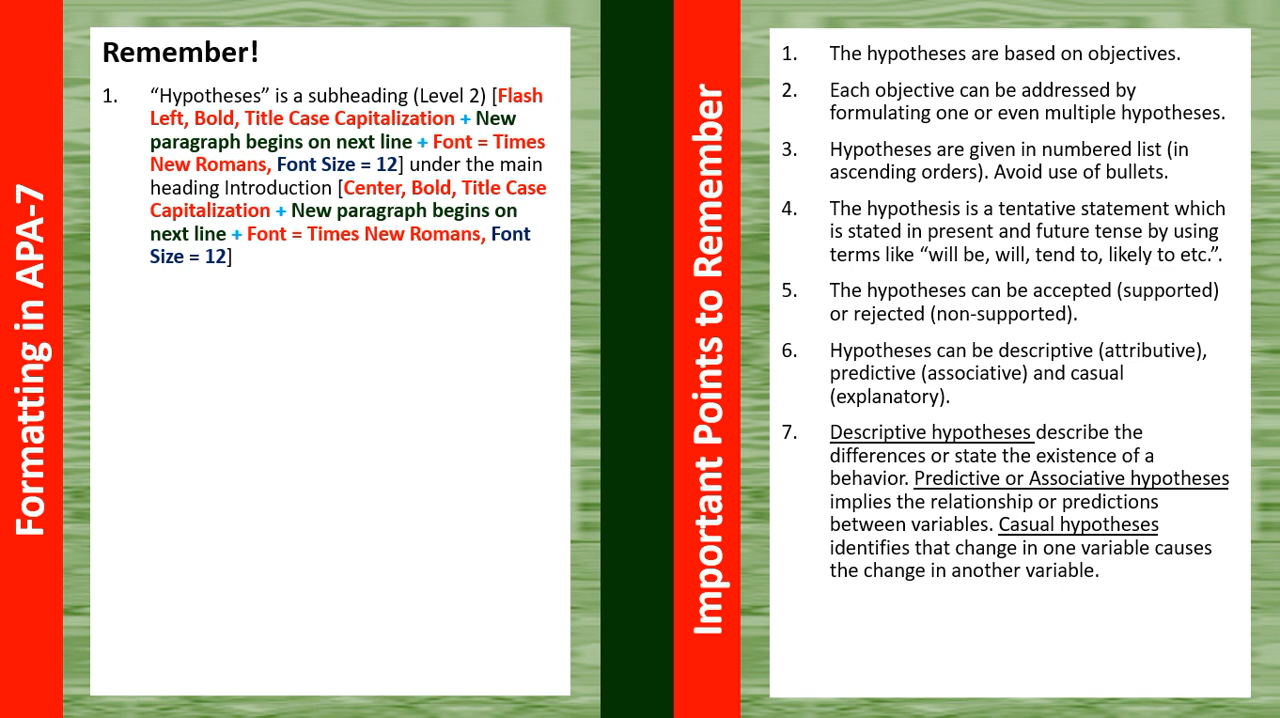 Formatting in APA-7
Remember!
1. “Hypotheses” is a subheading (Level 2) [Flash
Left, Bold, Title Case Capitalization + New
paragraph begins on next line + Font = Times
New Romans, Font Size = 12] under the main
heading Introduction [Center, Bold, Title Case
Capitalization + New paragraph begins on
next line + Font = Times New Romans, Font
Size = 12]
Important Points to Remember
1. The hypotheses are based on objectives.
2. Each objective can be addressed by
formulating one or even multiple hypotheses.
3. Hypotheses are given in numbered list (in
ascending orders). Avoid use of bullets.
4. The hypothesis is a tentative statement which
is stated in present and future tense by using
terms like “will be, will, tend to, likely to etc.”.
5. The hypotheses can be accepted (supported)
or rejected (non-supported).
6. Hypotheses can be descriptive (attributive),
predictive (associative) and casual
(explanatory).
7. Descriptive hypotheses describe the
differences or state the existence of a
behavior. Predictive or Associative hypotheses
implies the relationship or predictions
between variables. Casual hypotheses
identifies that change in one variable causes
the change in another variable.